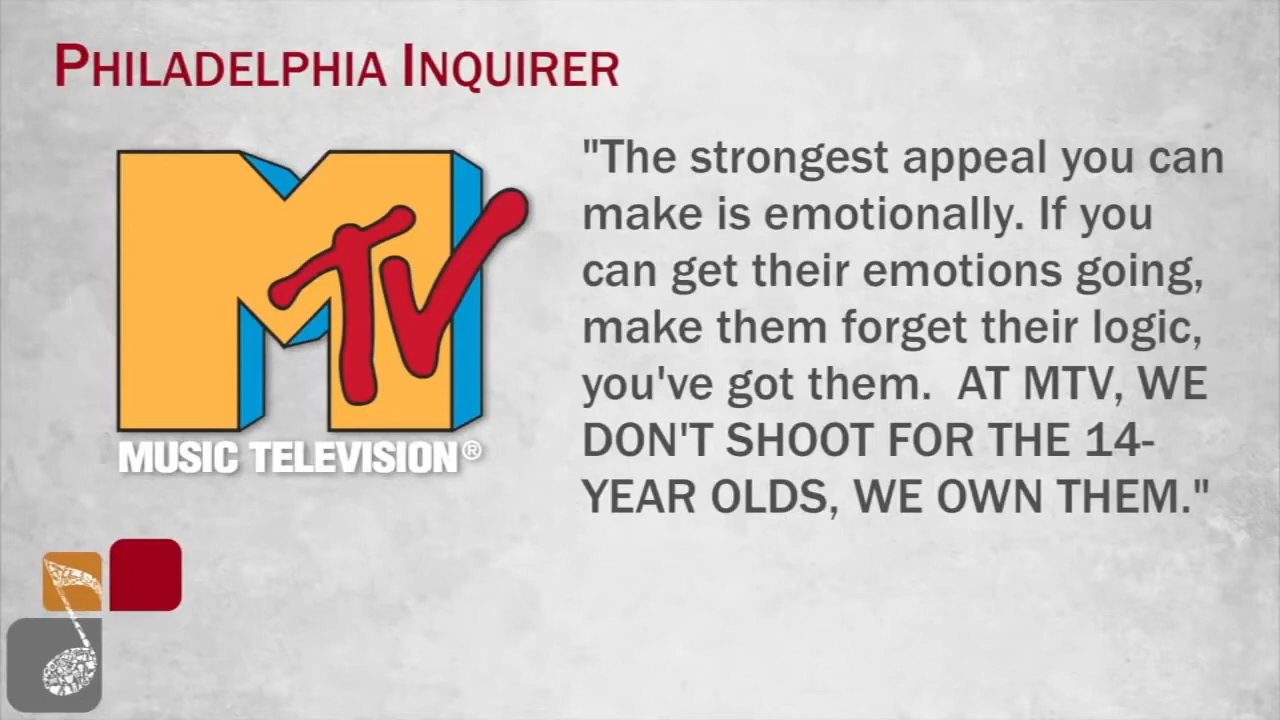 PHILADELPHIA INQUIRER
MTV
MUSIC TELEVISION®
"The strongest appeal you can
make is emotionally. If you
can get their emotions going,
make them forget their logic,
you've got them.  AT MTV, WE
DON'T SHOOT FOR THE 14-
YEAR OLDS, WE OWN THEM."